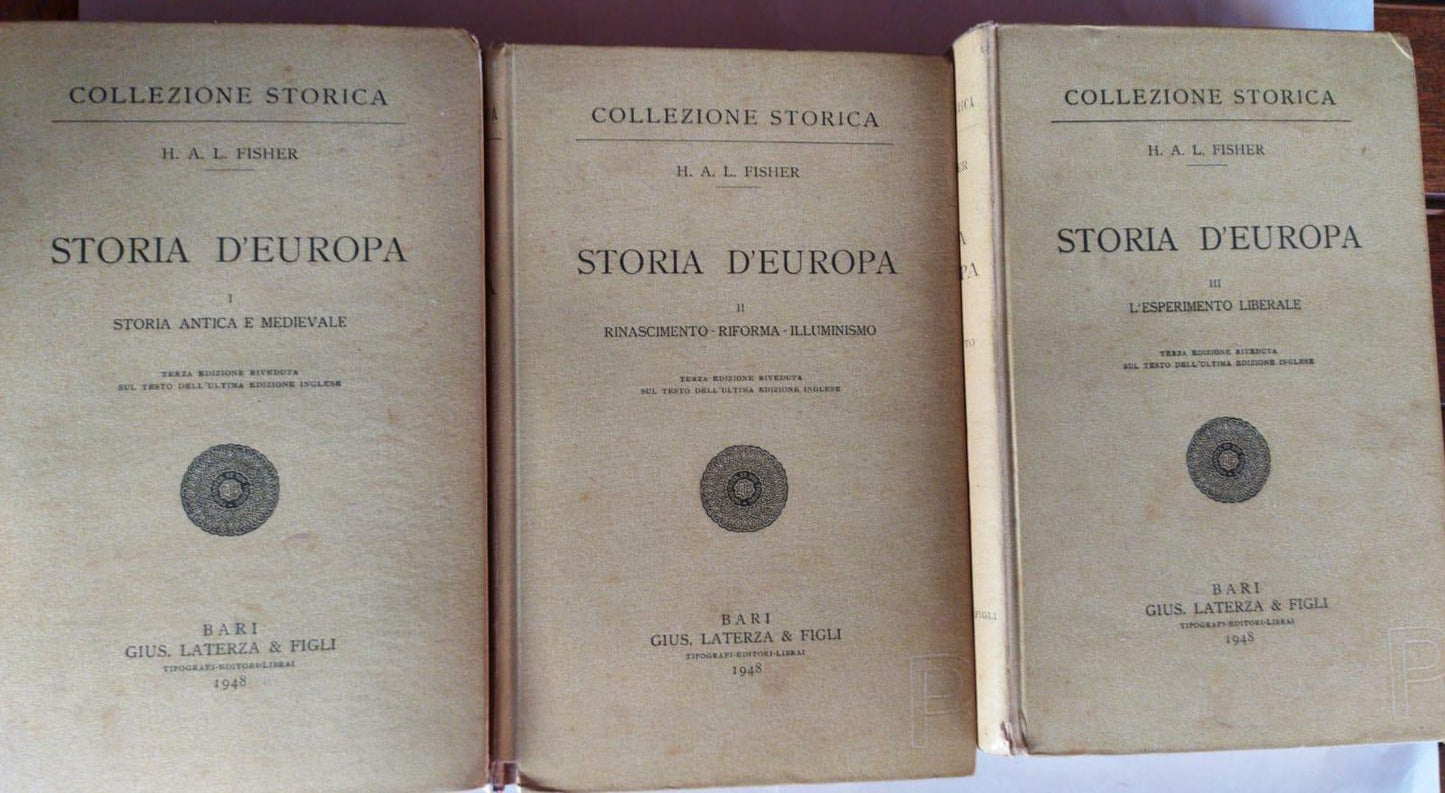 COLLEZIONE STORICA
H. A. L. FISHER
STORIA D'EUROPA
I
STORIA ANTICA E MEDIEVALE
TERZA EDIZIONE RIVEDUTA
SUL TESTO DELL'ULTIMA EDIZIONE INGLESE
BARI
GIUS. LATERZA & FIGLI
TIPOGRAFI-EDITORI-LIBRAI
1948
COLLEZIONE STORICA
H. A. L. FISHER
STORIA D'EUROPA
II
RINASCIMENTO - RIFORMA - ILLUMINISMO
TERZA EDIZIONE RIVEDUTA
SUL TESTO DELL'ULTIMA EDIZIONE INGLESE
BARI
GIUS. LATERZA & FIGLI
TIPOGRAFI-EDITORI-LIBRAI
1948
COLLEZIONE STORICA
H. A. L. FISHER
STORIA D'EUROPA
III
L'ESPERIMENTO LIBERALE
TERZA EDIZIONE RIVEDUTA
SUL TESTO DELL'ULTIMA EDIZIONE INGLESE
BARI
GIUS. LATERZA & FIGLI
TIPOGRAFI-EDITORI-LIBRAI
1948